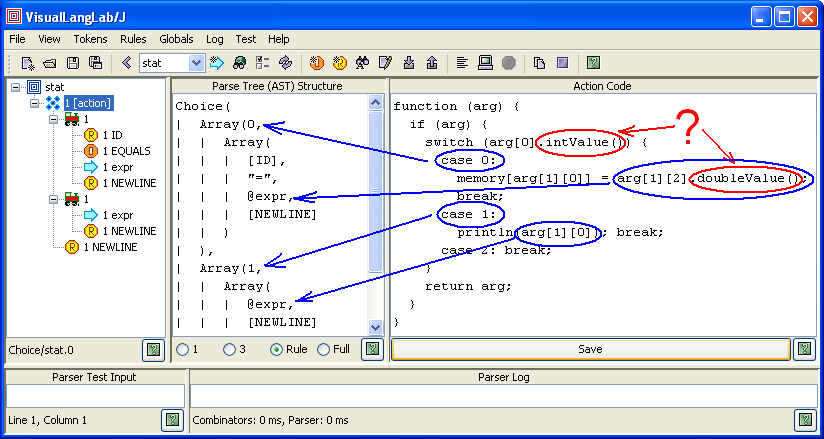 VisualLangLab/J
File View Tokens Rules Globals Log Test Help
stat
stat
1 [action]
1
R 1 ID
1 EQUALS
1 expr
R 1 NEWLINE
1
1 expr
R 1 NEWLINE
R 1 NEWLINE
Choice/stat.0
?
Parse Tree (AST) Structure
Choice(
| Array(0,
| | Array(
| | | [ID],
| | | "=",
| | | @expr,
| | | [NEWLINE]
| | )
| ),
| Array(1,
| | Array(
| | | @expr,
| | | [NEWLINE]
1 3 Rule Full ?
Action Code
function (arg) {
if (arg) {
switch (arg[0].intValue()) {
case 0:
memory[arg[1][0]] = arg[1][2].doubleValue();
break;
case 1:
println(arg[1][0]); break;
case 2: break;
}
return arg;
}
}
?
Save ?
Parser Test Input
Line 1, Column 1 ?
Parser Log
Combinators: 0 ms, Parser: 0 ms ?